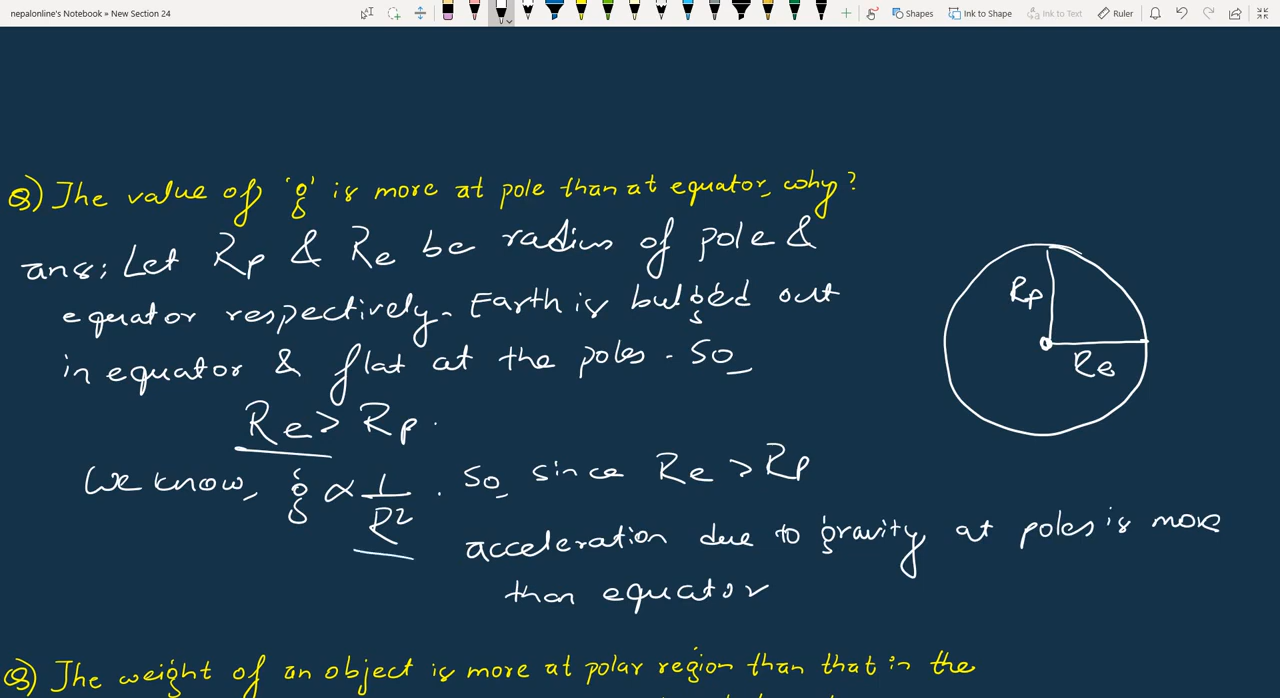 nepalonline's Notebook » New Section 24
Shapes Ink to Shape Ink to Text Ruler
Q) The value of 'g' is more at pole than at equator, why?
ans: Let Rp & Re be radius of pole &
equator respectively. Earth is bulged out
in equator & flat at the poles. So,
Re > Rp.
We know, g ∝ 1/R². So, since Re > Rp
acceleration due to gravity at poles is more
than equator
Rp
Re
Q) The weight of an object is more at polar region than that in the